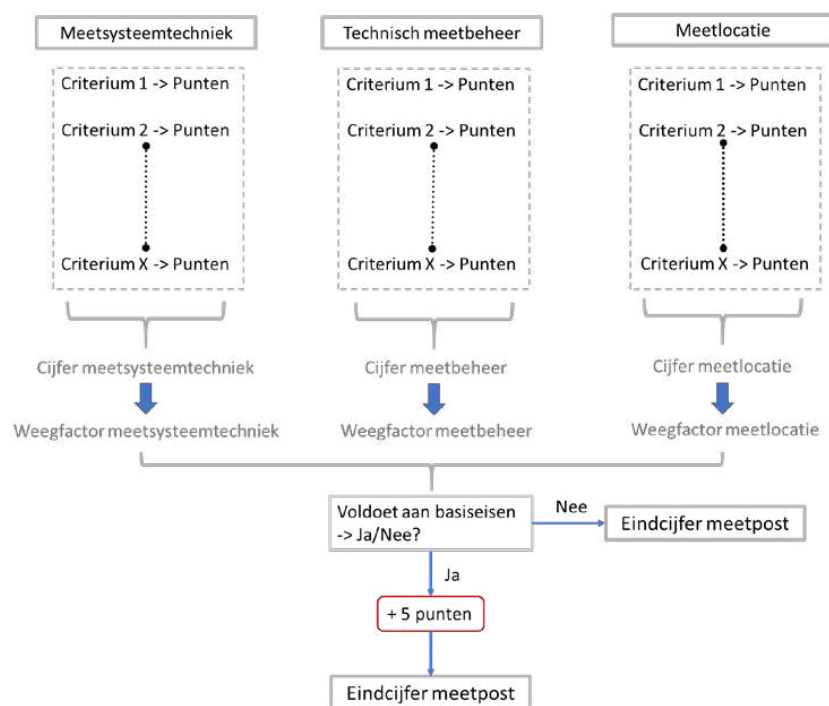 Meetsysteemtechniek
Technisch meetbeheer
Meetlocatie
Criterium 1 -> Punten
Criterium 2 -> Punten
Criterium X -> Punten
Criterium 1 -> Punten
Criterium 2 -> Punten
Criterium X -> Punten
Criterium 1 -> Punten
Criterium 2 -> Punten
Criterium X -> Punten
Cijfer meetsysteemtechniek
Cijfer meetbeheer
Cijfer meetlocatie
Weegfactor meetsysteemtechniek
Weegfactor meetbeheer
Weegfactor meetlocatie
Voldoet aan basiseisen
-> Ja/Nee?
Nee
Eindcijfer meetpost
Ja
+ 5 punten
Eindcijfer meetpost